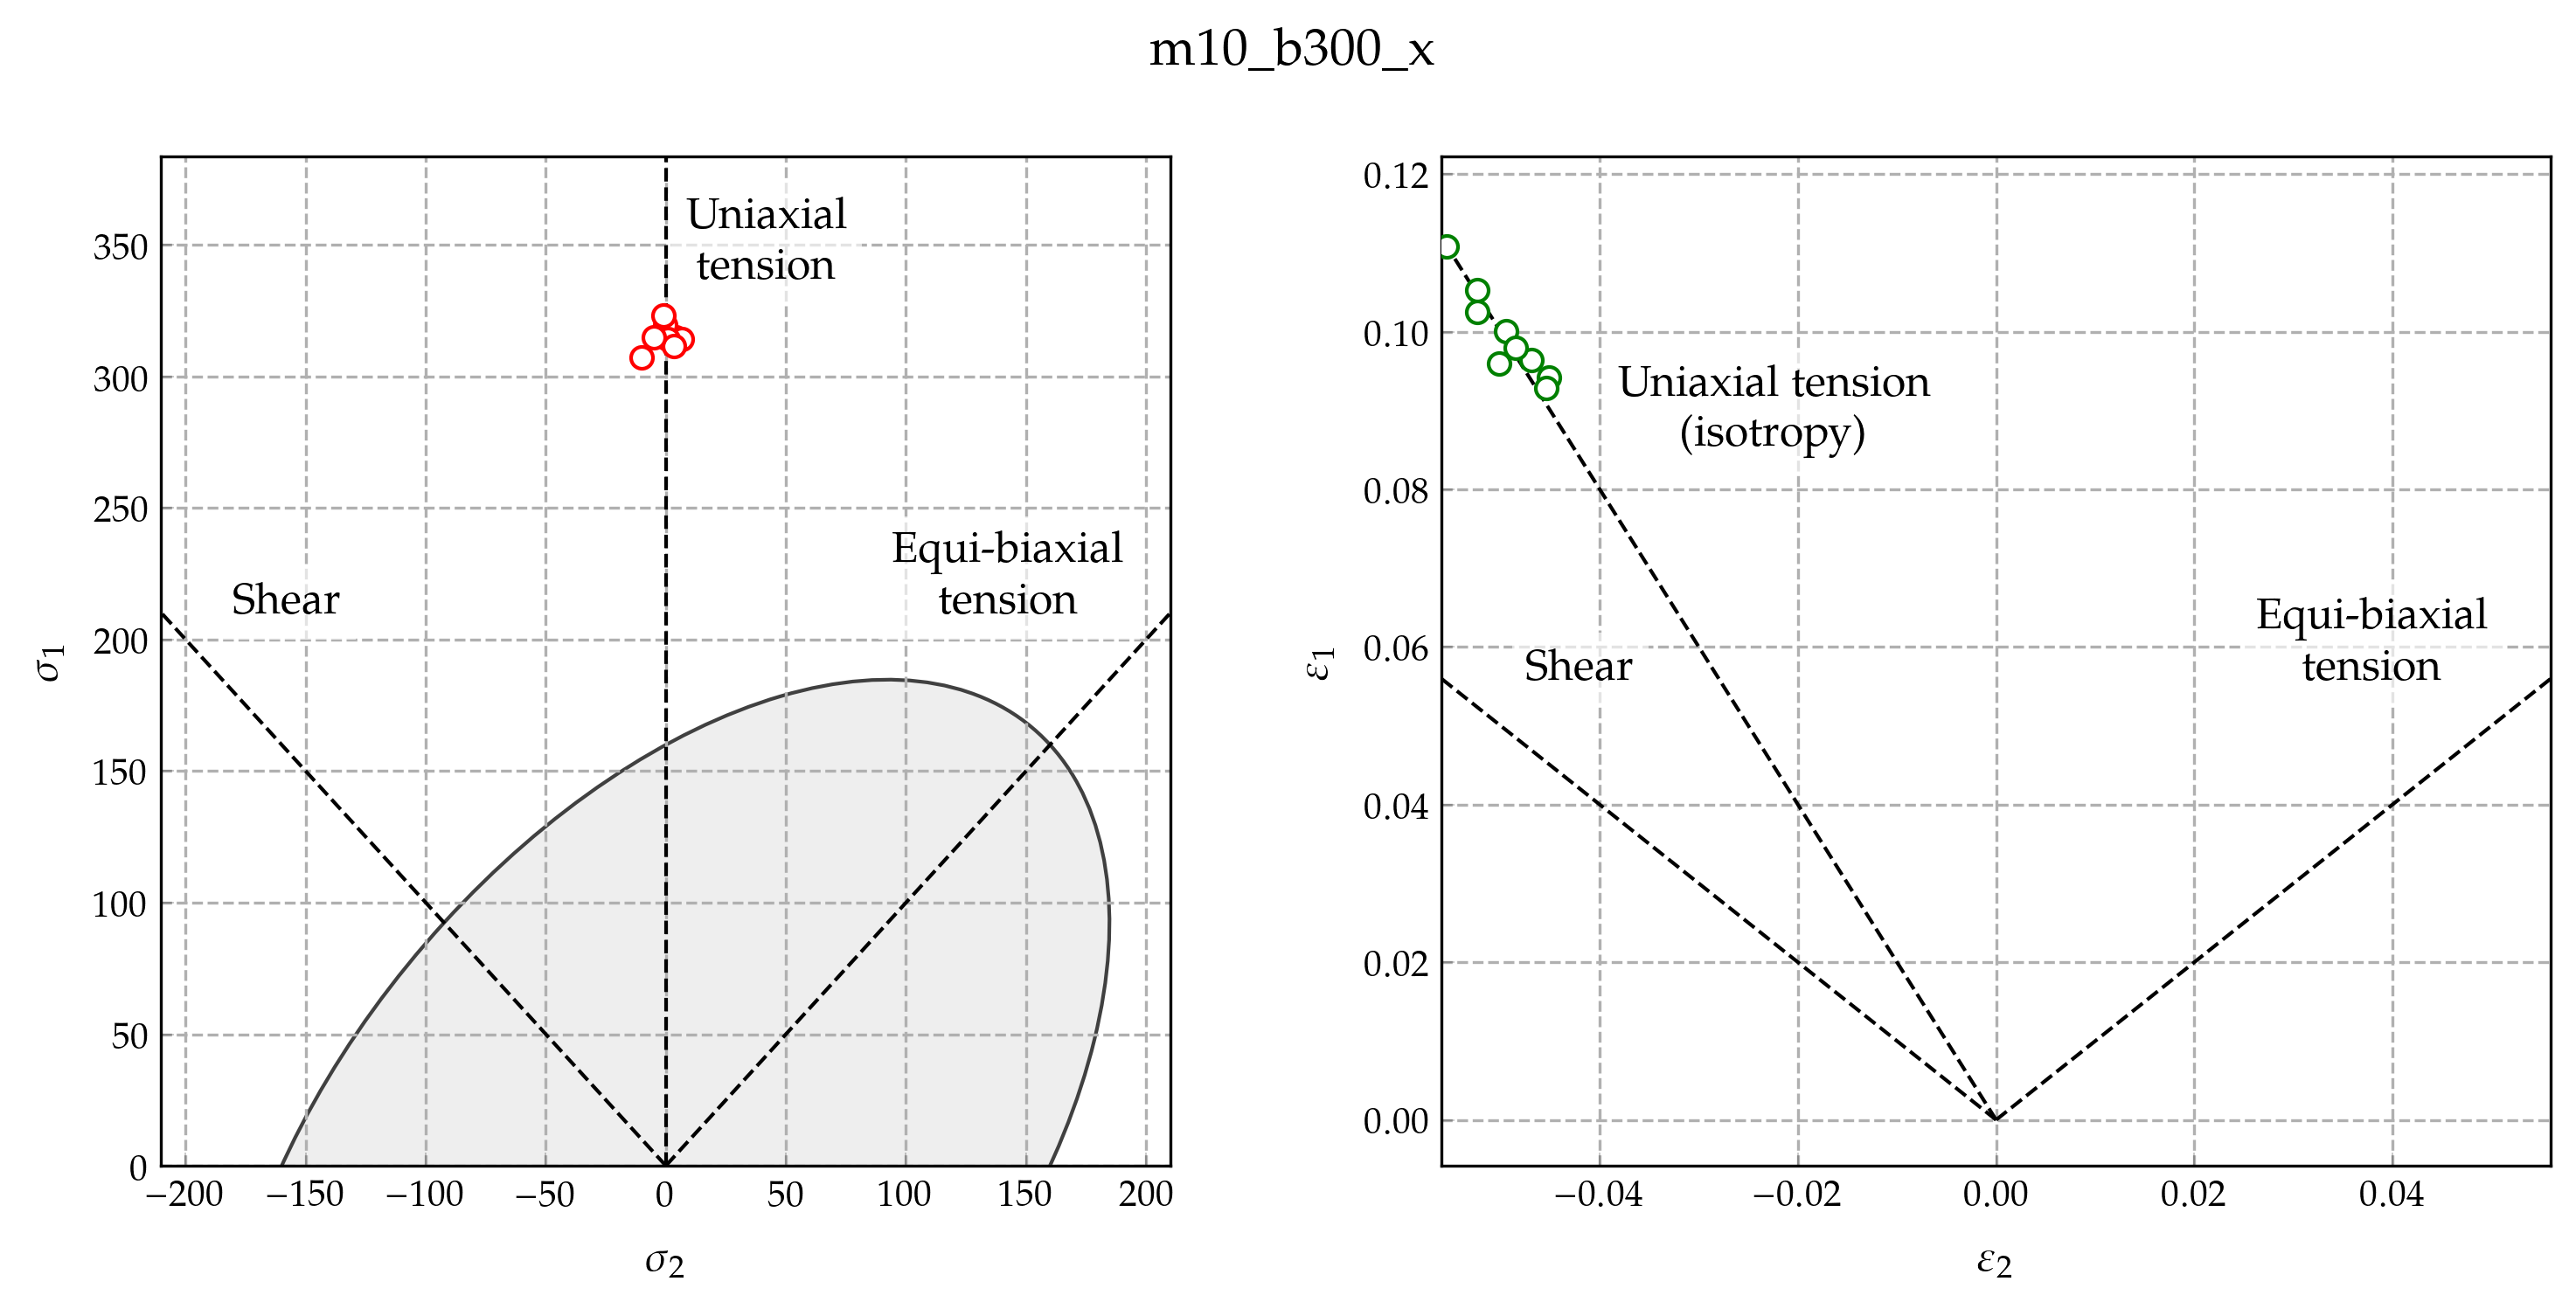 m10_b300_x
Uniaxial
tension
Equi-biaxial
tension
Shear
350
300
250
200
150
100
50
0
−200
−150
−100
−50
0
50
100
150
200
σ1
σ2
Uniaxial tension
(isotropy)
Equi-biaxial
tension
Shear
0.12
0.10
0.08
0.06
0.04
0.02
0.00
−0.04
−0.02
0.00
0.02
0.04
ε1
ε2